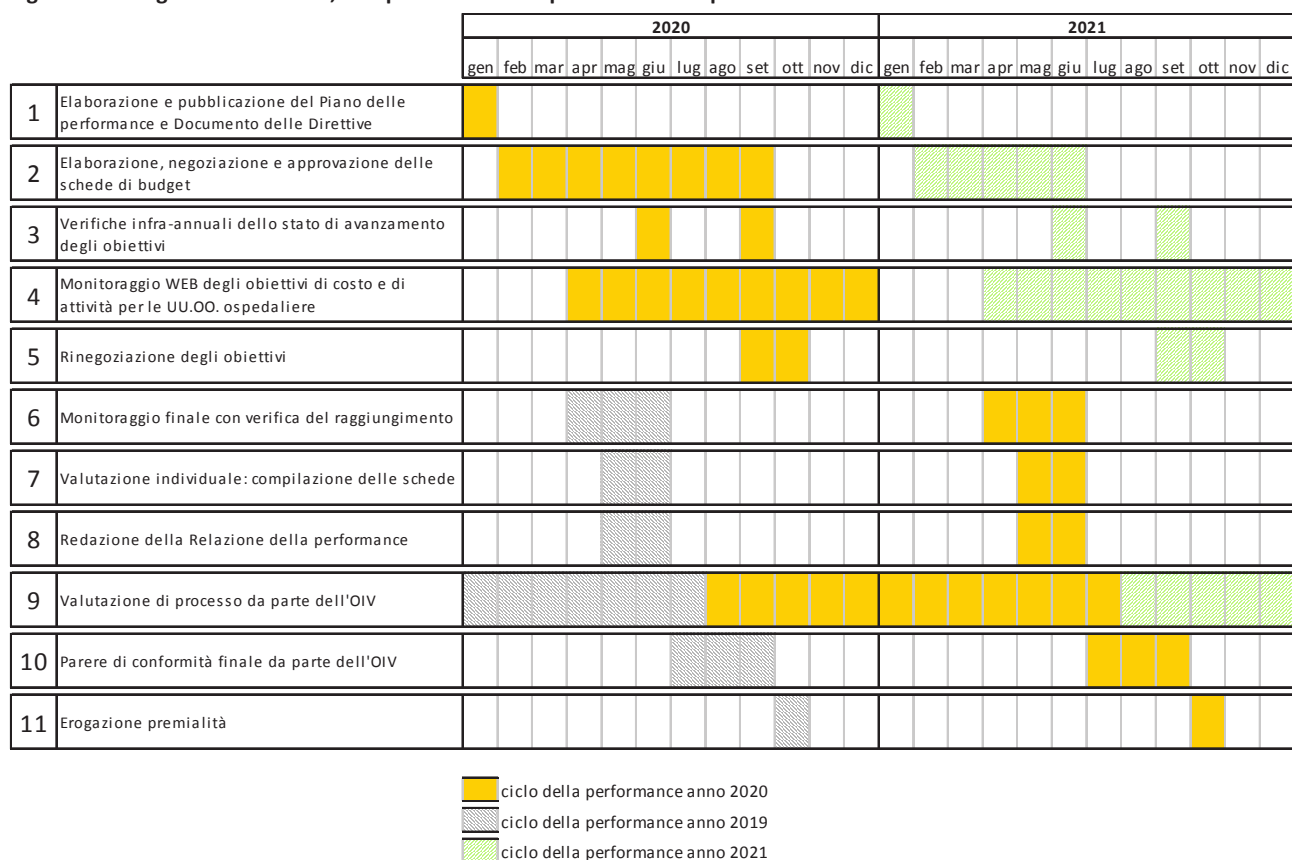 2020 2021
gen feb mar apr mag giu lug ago set ott nov dic gen feb mar apr mag giu lug ago set ott nov dic
1 Elaborazione e pubblicazione del Piano delle
performance e Documento delle Direttive
2 Elaborazione, negoziazione e approvazione delle
schede di budget
3 Verifiche infra-annuali dello stato di avanzamento
degli obiettivi
4 Monitoraggio WEB degli obiettivi di costo e di
attività per le UU.OO. ospedaliere
5 Rinegoziazione degli obiettivi
6 Monitoraggio finale con verifica del raggiungimento
7 Valutazione individuale: compilazione delle schede
8 Redazione della Relazione della performance
9 Valutazione di processo da parte dell'OIV
10 Parere di conformità finale da parte dell'OIV
11 Erogazione premialità
ciclo della performance anno 2020
ciclo della performance anno 2019
ciclo della performance anno 2021